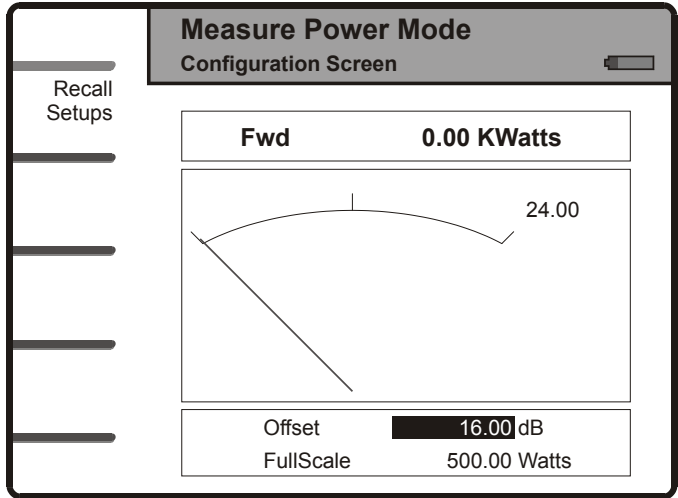 Measure Power Mode
Configuration Screen
Recall
Setups
Fwd 0.00 KWatts
24.00
Offset 16.00 dB
FullScale 500.00 Watts